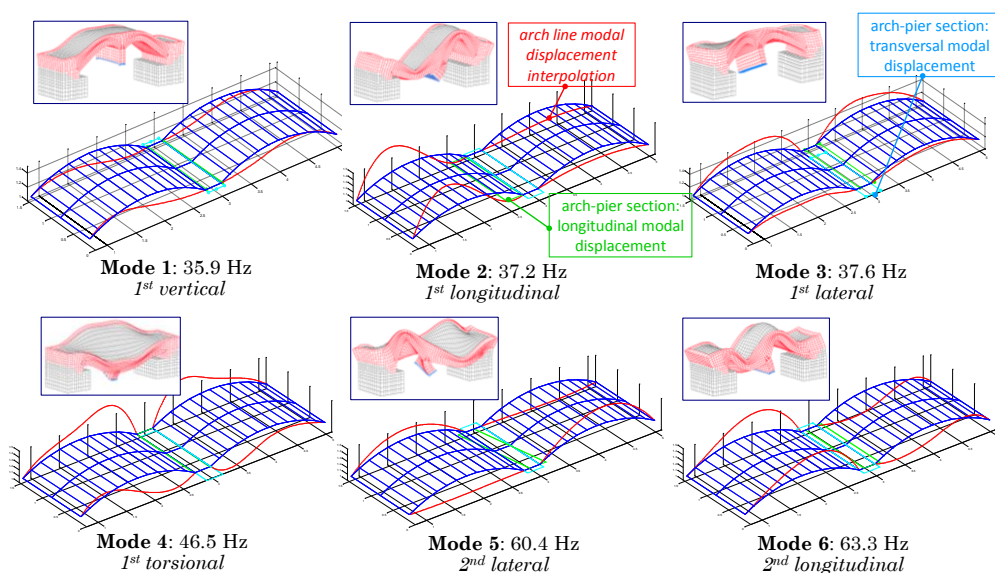 arch line modal
displacement
interpolation
arch-pier section:
transversal modal
displacement
arch-pier section:
longitudinal modal
displacement
Mode 1: 35.9 Hz
1st vertical
Mode 2: 37.2 Hz
1st longitudinal
Mode 3: 37.6 Hz
1st lateral
Mode 4: 46.5 Hz
1st torsional
Mode 5: 60.4 Hz
2nd lateral
Mode 6: 63.3 Hz
2nd longitudinal